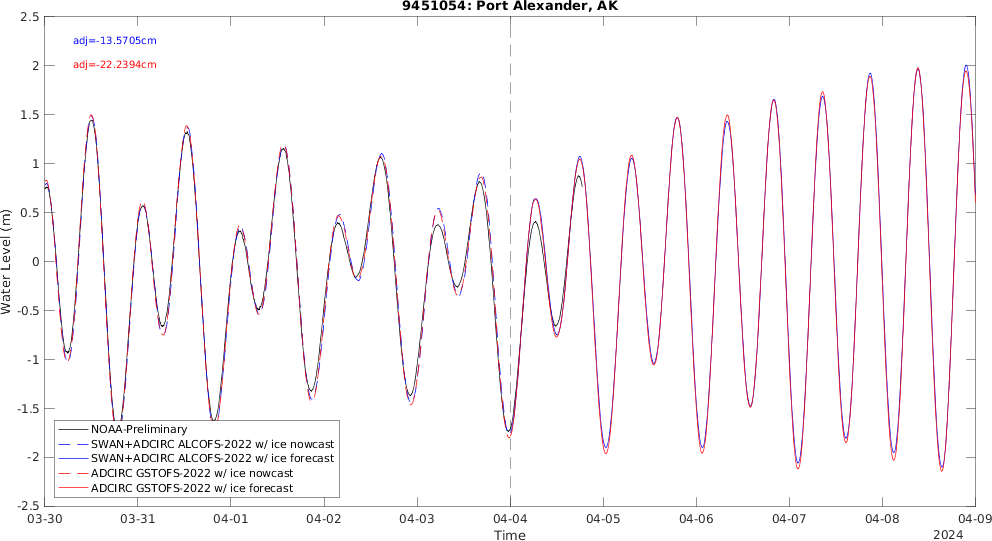 9451054: Port Alexander, AK
adj=-13.5705cm
adj=-22.2394cm
Water Level (m)
2.5
2
1.5
1
0.5
0
-0.5
-1
-1.5
-2
-2.5
NOAA-Preliminary
SWAN+ADCIRC ALCOFS-2022 w/ ice nowcast
SWAN+ADCIRC ALCOFS-2022 w/ ice forecast
ADCIRC GSTOFS-2022 w/ ice nowcast
ADCIRC GSTOFS-2022 w/ ice forecast
03-30 03-31 04-01 04-02 04-03 04-04 04-05 04-06 04-07 04-08 04-09
Time
2024